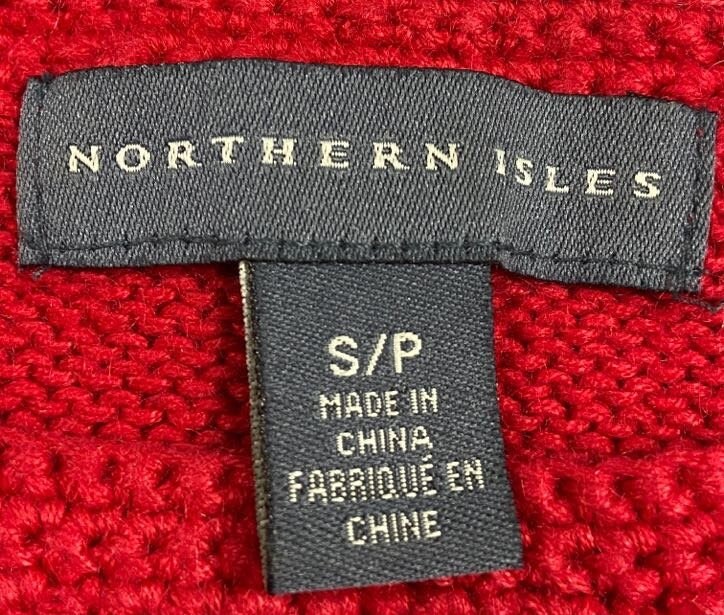 NORTHERN ISLES
S/P
MADE IN
CHINA
FABRIQUÉ EN
CHINE